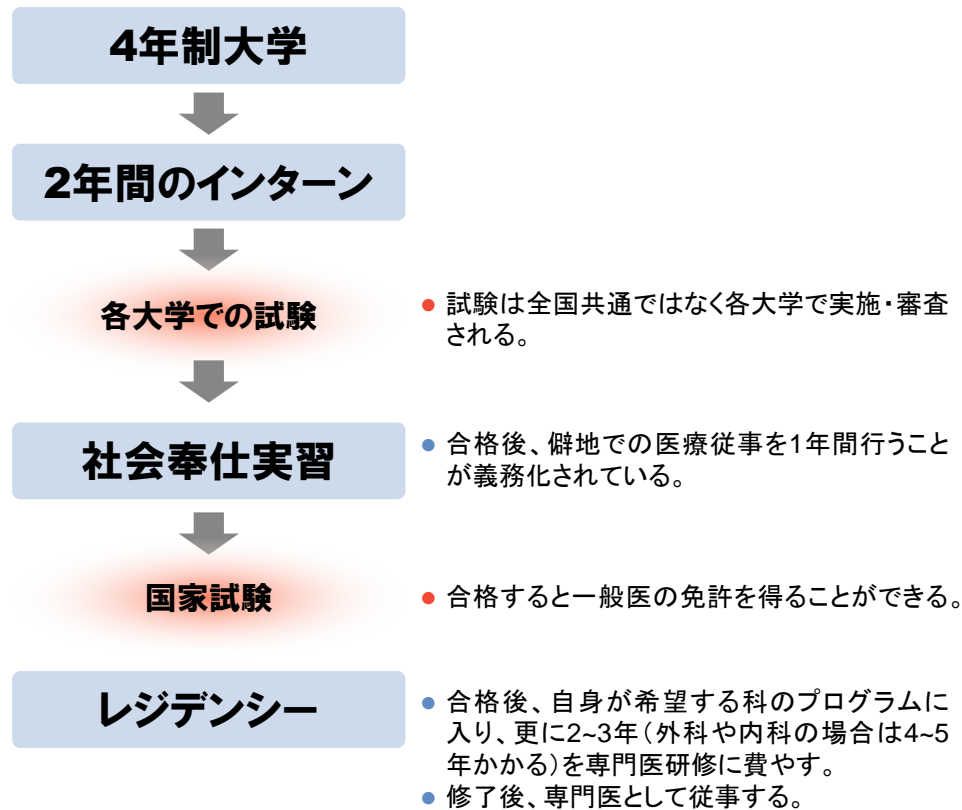 4年制大学
2年間のインターン
各大学での試験
● 試験は全国共通ではなく各大学で実施・審査
される。
社会奉仕実習
● 合格後、僻地での医療従事を1年間行うこと
が義務化されている。
国家試験
● 合格すると一般医の免許を得ることができる。
レジデンシー
● 合格後、自身が希望する科のプログラムに
入り、更に2~3年（外科や内科の場合は4~5
年かかる）を専門医研修に費やす。
● 修了後、専門医として従事する。